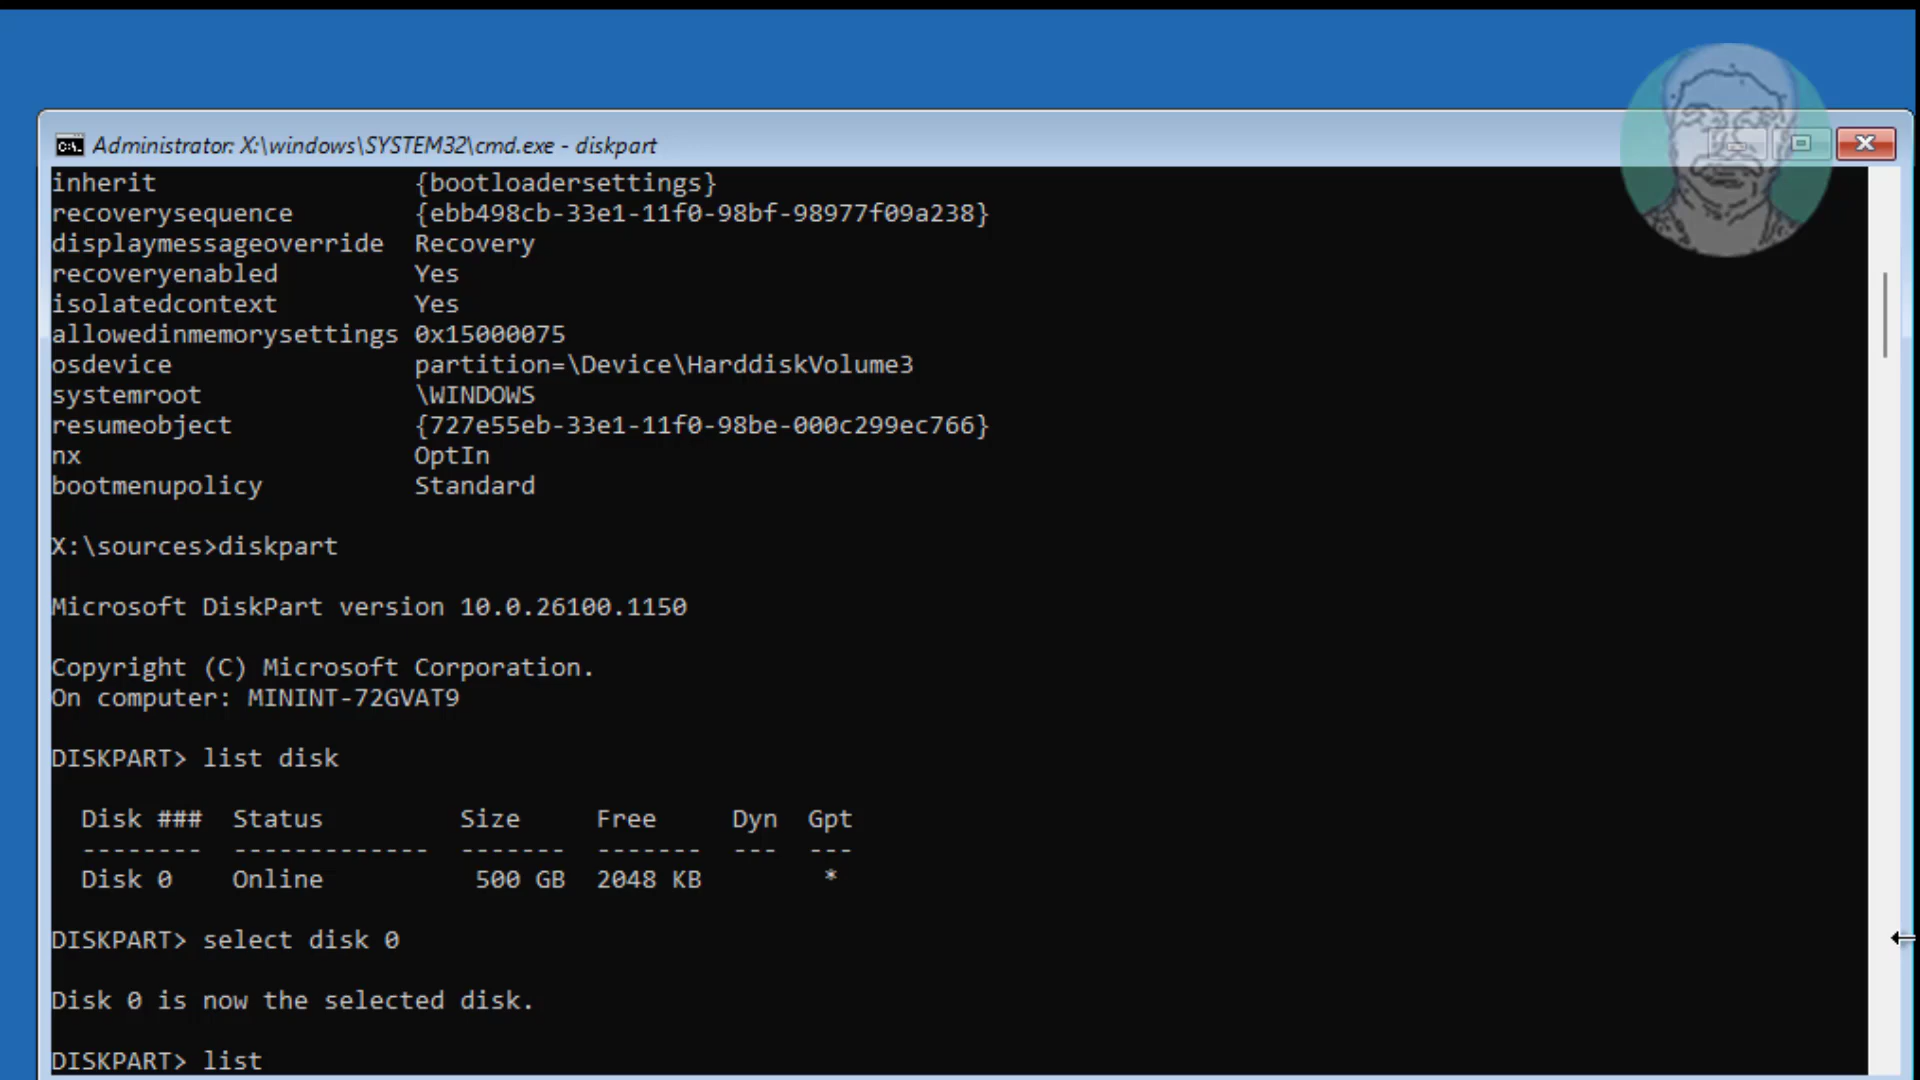 Administrator: X:\windows\SYSTEM32\cmd.exe - diskpart
inherit                 {bootloadersettings}
recoverysequence        {ebb498cb-33e1-11f0-98bf-98977f09a238}
displaymessageoverride  Recovery
recoveryenabled         Yes
isolatedcontext         Yes
allowedinmemorysettings 0x15000075
osdevice                partition=\Device\HarddiskVolume3
systemroot              \WINDOWS
resumeobject            {727e55eb-33e1-11f0-98be-000c299ec766}
nx                      OptIn
bootmenupolicy          Standard
X:\sources>diskpart
Microsoft DiskPart version 10.0.26100.1150
Copyright (C) Microsoft Corporation.
On computer: MININT-72GVAT9
DISKPART> list disk
  Disk ###  Status         Size     Free     Dyn  Gpt
  --------  -------------  -------  -------  ---  ---
  Disk 0    Online          500 GB  2048 KB        *
DISKPART> select disk 0
Disk 0 is now the selected disk.
DISKPART> list